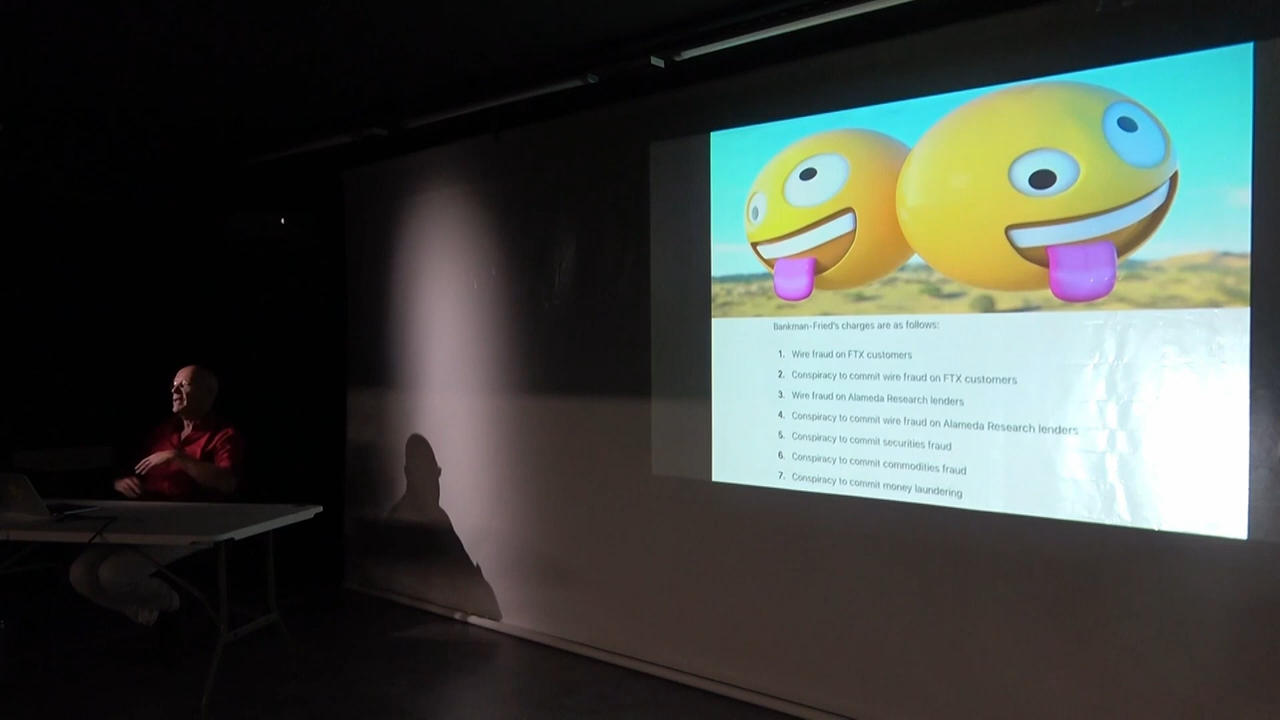 Bankman-Fried's charges are as follows:
1. Wire fraud on FTX customers
2. Conspiracy to commit wire fraud on FTX customers
3. Wire fraud on Alameda Research lenders
4. Conspiracy to commit wire fraud on Alameda Research lenders
5. Conspiracy to commit securities fraud
6. Conspiracy to commit commodities fraud
7. Conspiracy to commit money laundering